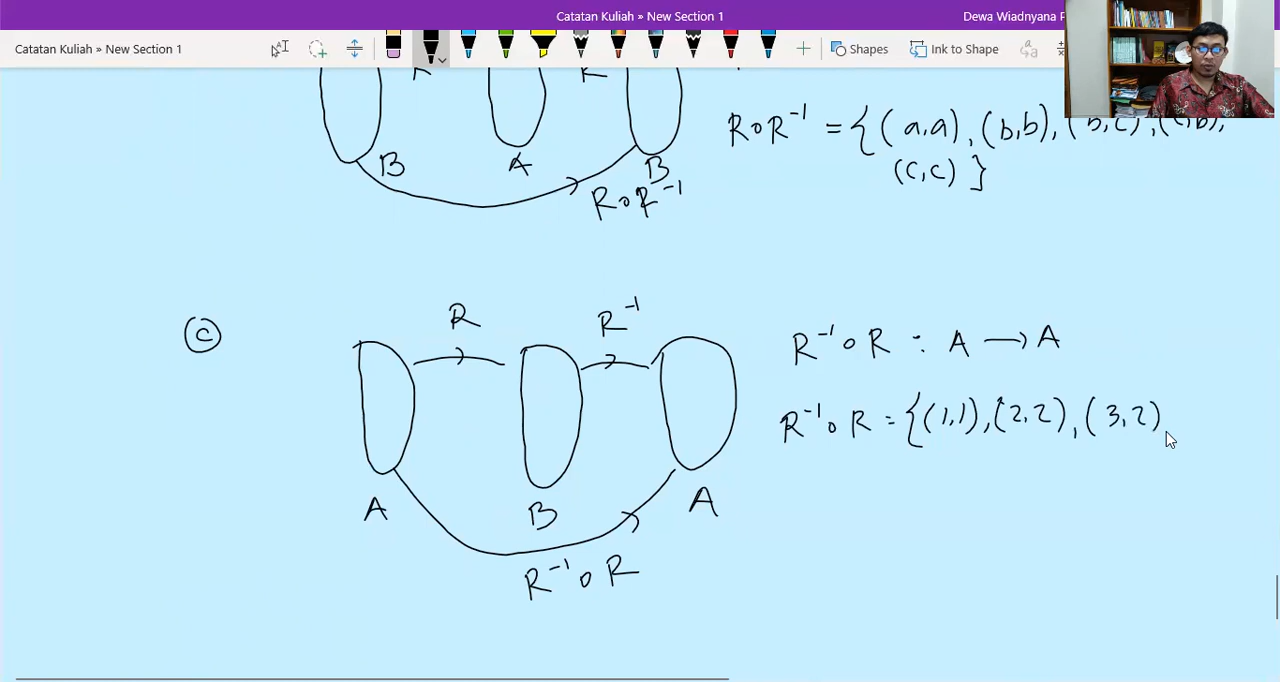 Catatan Kuliah » New Section 1
Dewa Wiadnyana
Catatan Kuliah » New Section 1
Shapes
Ink to Shape
B
A
B
R∘R⁻¹
R∘R⁻¹ = {(a,a), (b,b), (b,c), (c,b),
(c,c)}
c
R
R⁻¹
A
B
A
R⁻¹∘R
R⁻¹∘R : A → A
R⁻¹∘R = {(1,1), (2,2), (3,2)